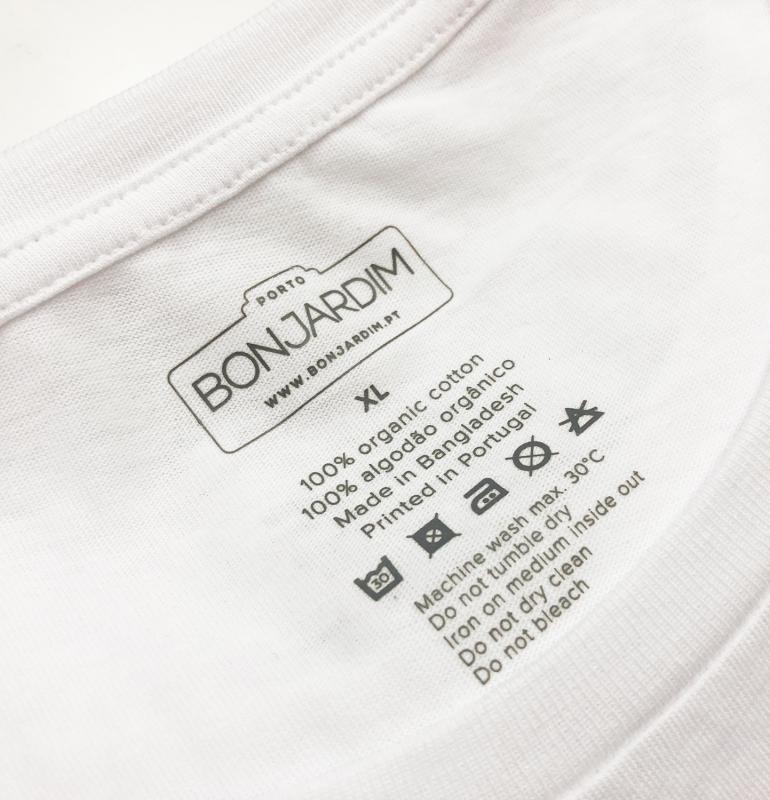 PORTO
BONJARDIM
WWW.BONJARDIM.PT
XL
100% organic cotton
100% algodão orgânico
Made in Bangladesh
Printed in Portugal
30
Machine wash max. 30°C
Do not tumble dry
Iron on medium inside out
Do not dry clean
Do not bleach